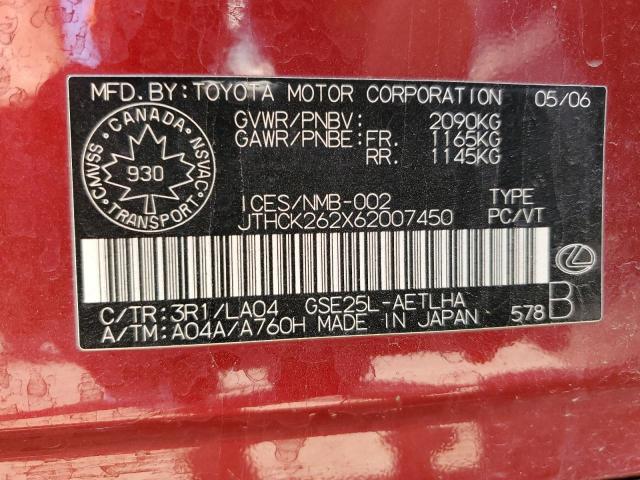 MFD. BY: TOYOTA MOTOR CORPORATION 05/06
GVWR/PNBV: 2090KG
GAWR/PNBE: FR. 1165KG
RR. 1145KG
CANADA
CMVSS NSVAC
930
TRANSPORT
ICES/NMB-002
JTHCK262X62007450
TYPE
PC/VT
C/TR: 3R1/LA04 GSE25L-AETLHA
A/TM: A04A/A760H MADE IN JAPAN 578 B